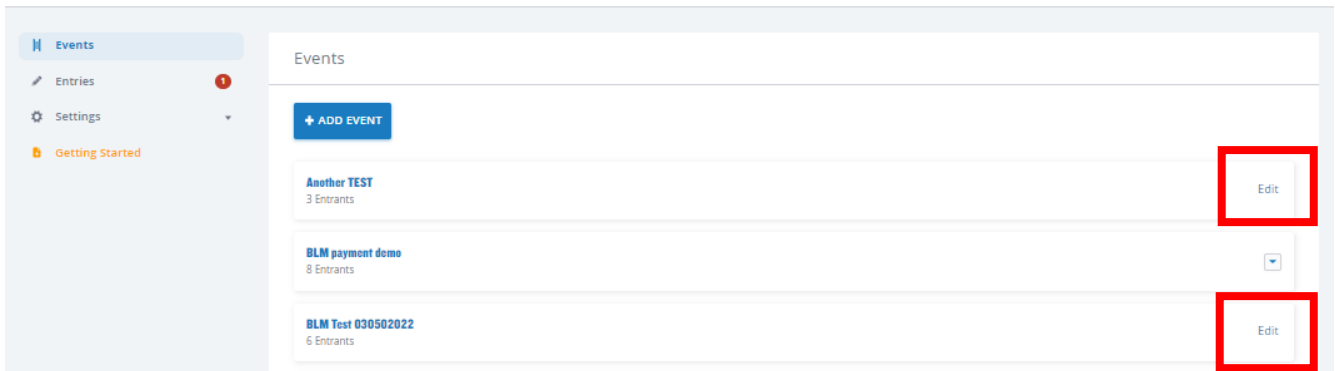 Events
Entries 1
Settings
Getting Started
Events
+ ADD EVENT
Another TEST
3 Entrants
Edit
BLM payment demo
8 Entrants
BLM Test 030502022
6 Entrants
Edit